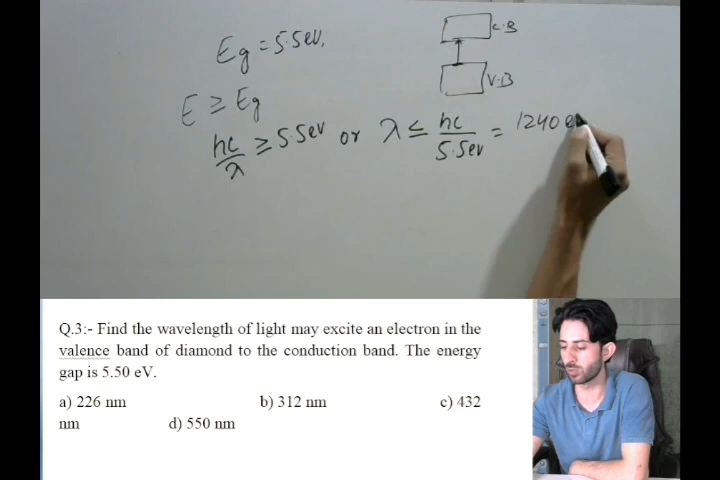 Eg = 5.5eV,
C.B
V.B
E ≥ Eg
hc/λ ≥ 5.5eV or λ ≤ hc/5.5eV = 1240 e
Q.3:- Find the wavelength of light may excite an electron in the
valence band of diamond to the conduction band. The energy
gap is 5.50 eV.
a) 226 nm b) 312 nm c) 432
nm d) 550 nm